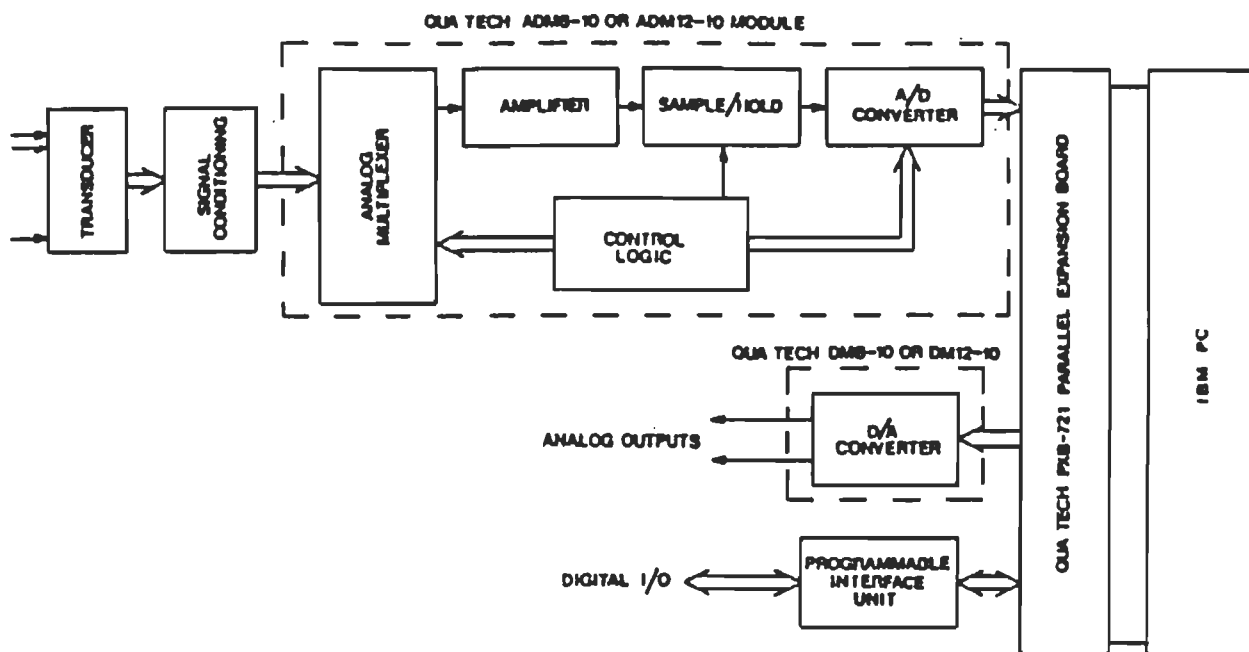 QUA TECH ADM8-10 OR ADM12-10 MODULE
TRANSDUCER
SIGNAL
CONDITIONING
ANALOG
MULTIPLEXER
AMPLIFIER
SAMPLE/HOLD
A/D
CONVERTER
CONTROL
LOGIC
QUA TECH PXB-721 PARALLEL EXPANSION BOARD
IBM PC
QUA TECH DM8-10 OR DM12-10
ANALOG OUTPUTS
D/A
CONVERTER
DIGITAL I/O
PROGRAMMABLE
INTERFACE
UNIT